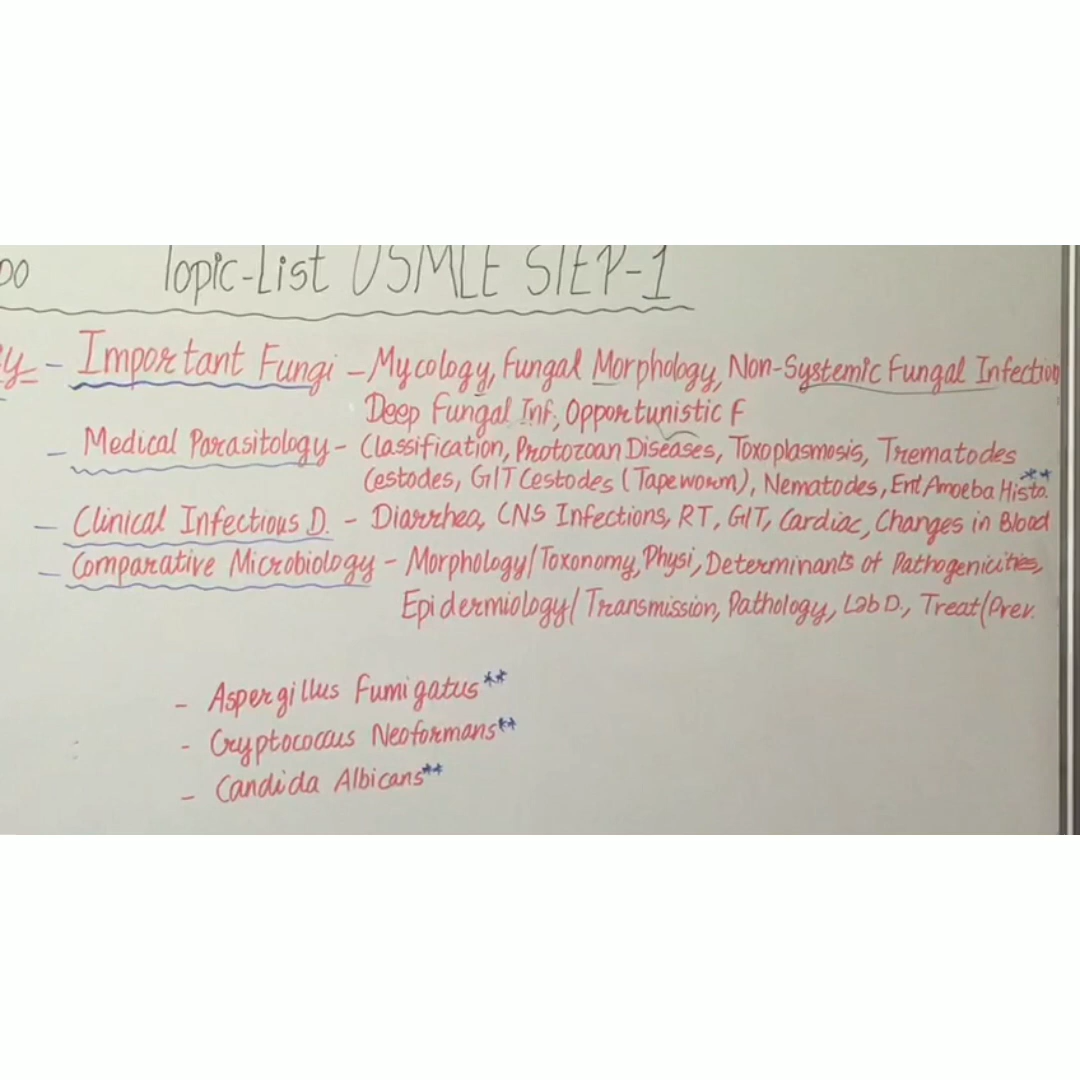 DO Topic-List USMLE STEP-1
y - Important Fungi - Mycology, Fungal Morphology, Non-Systemic Fungal Infection
Deep Fungal Inf, Opportunistic F
- Medical Parasitology - Classification, Protozoan Diseases, Toxoplasmosis, Trematodes
Cestodes, GIT Cestodes (Tapeworm), Nematodes, Ent Amoeba Histo. **
- Clinical Infectious D. - Diarrhea, CNS Infections, RT, GIT, Cardiac, Changes in Blood
- Comparative Microbiology - Morphology/Toxonomy, Physi, Determinants of Pathogenicities,
Epidermiology/Transmission, Pathology, Lab D., Treat/Prev.
- Aspergillus Fumigatus**
- Cryptococcus Neoformans**
- Candida Albicans**